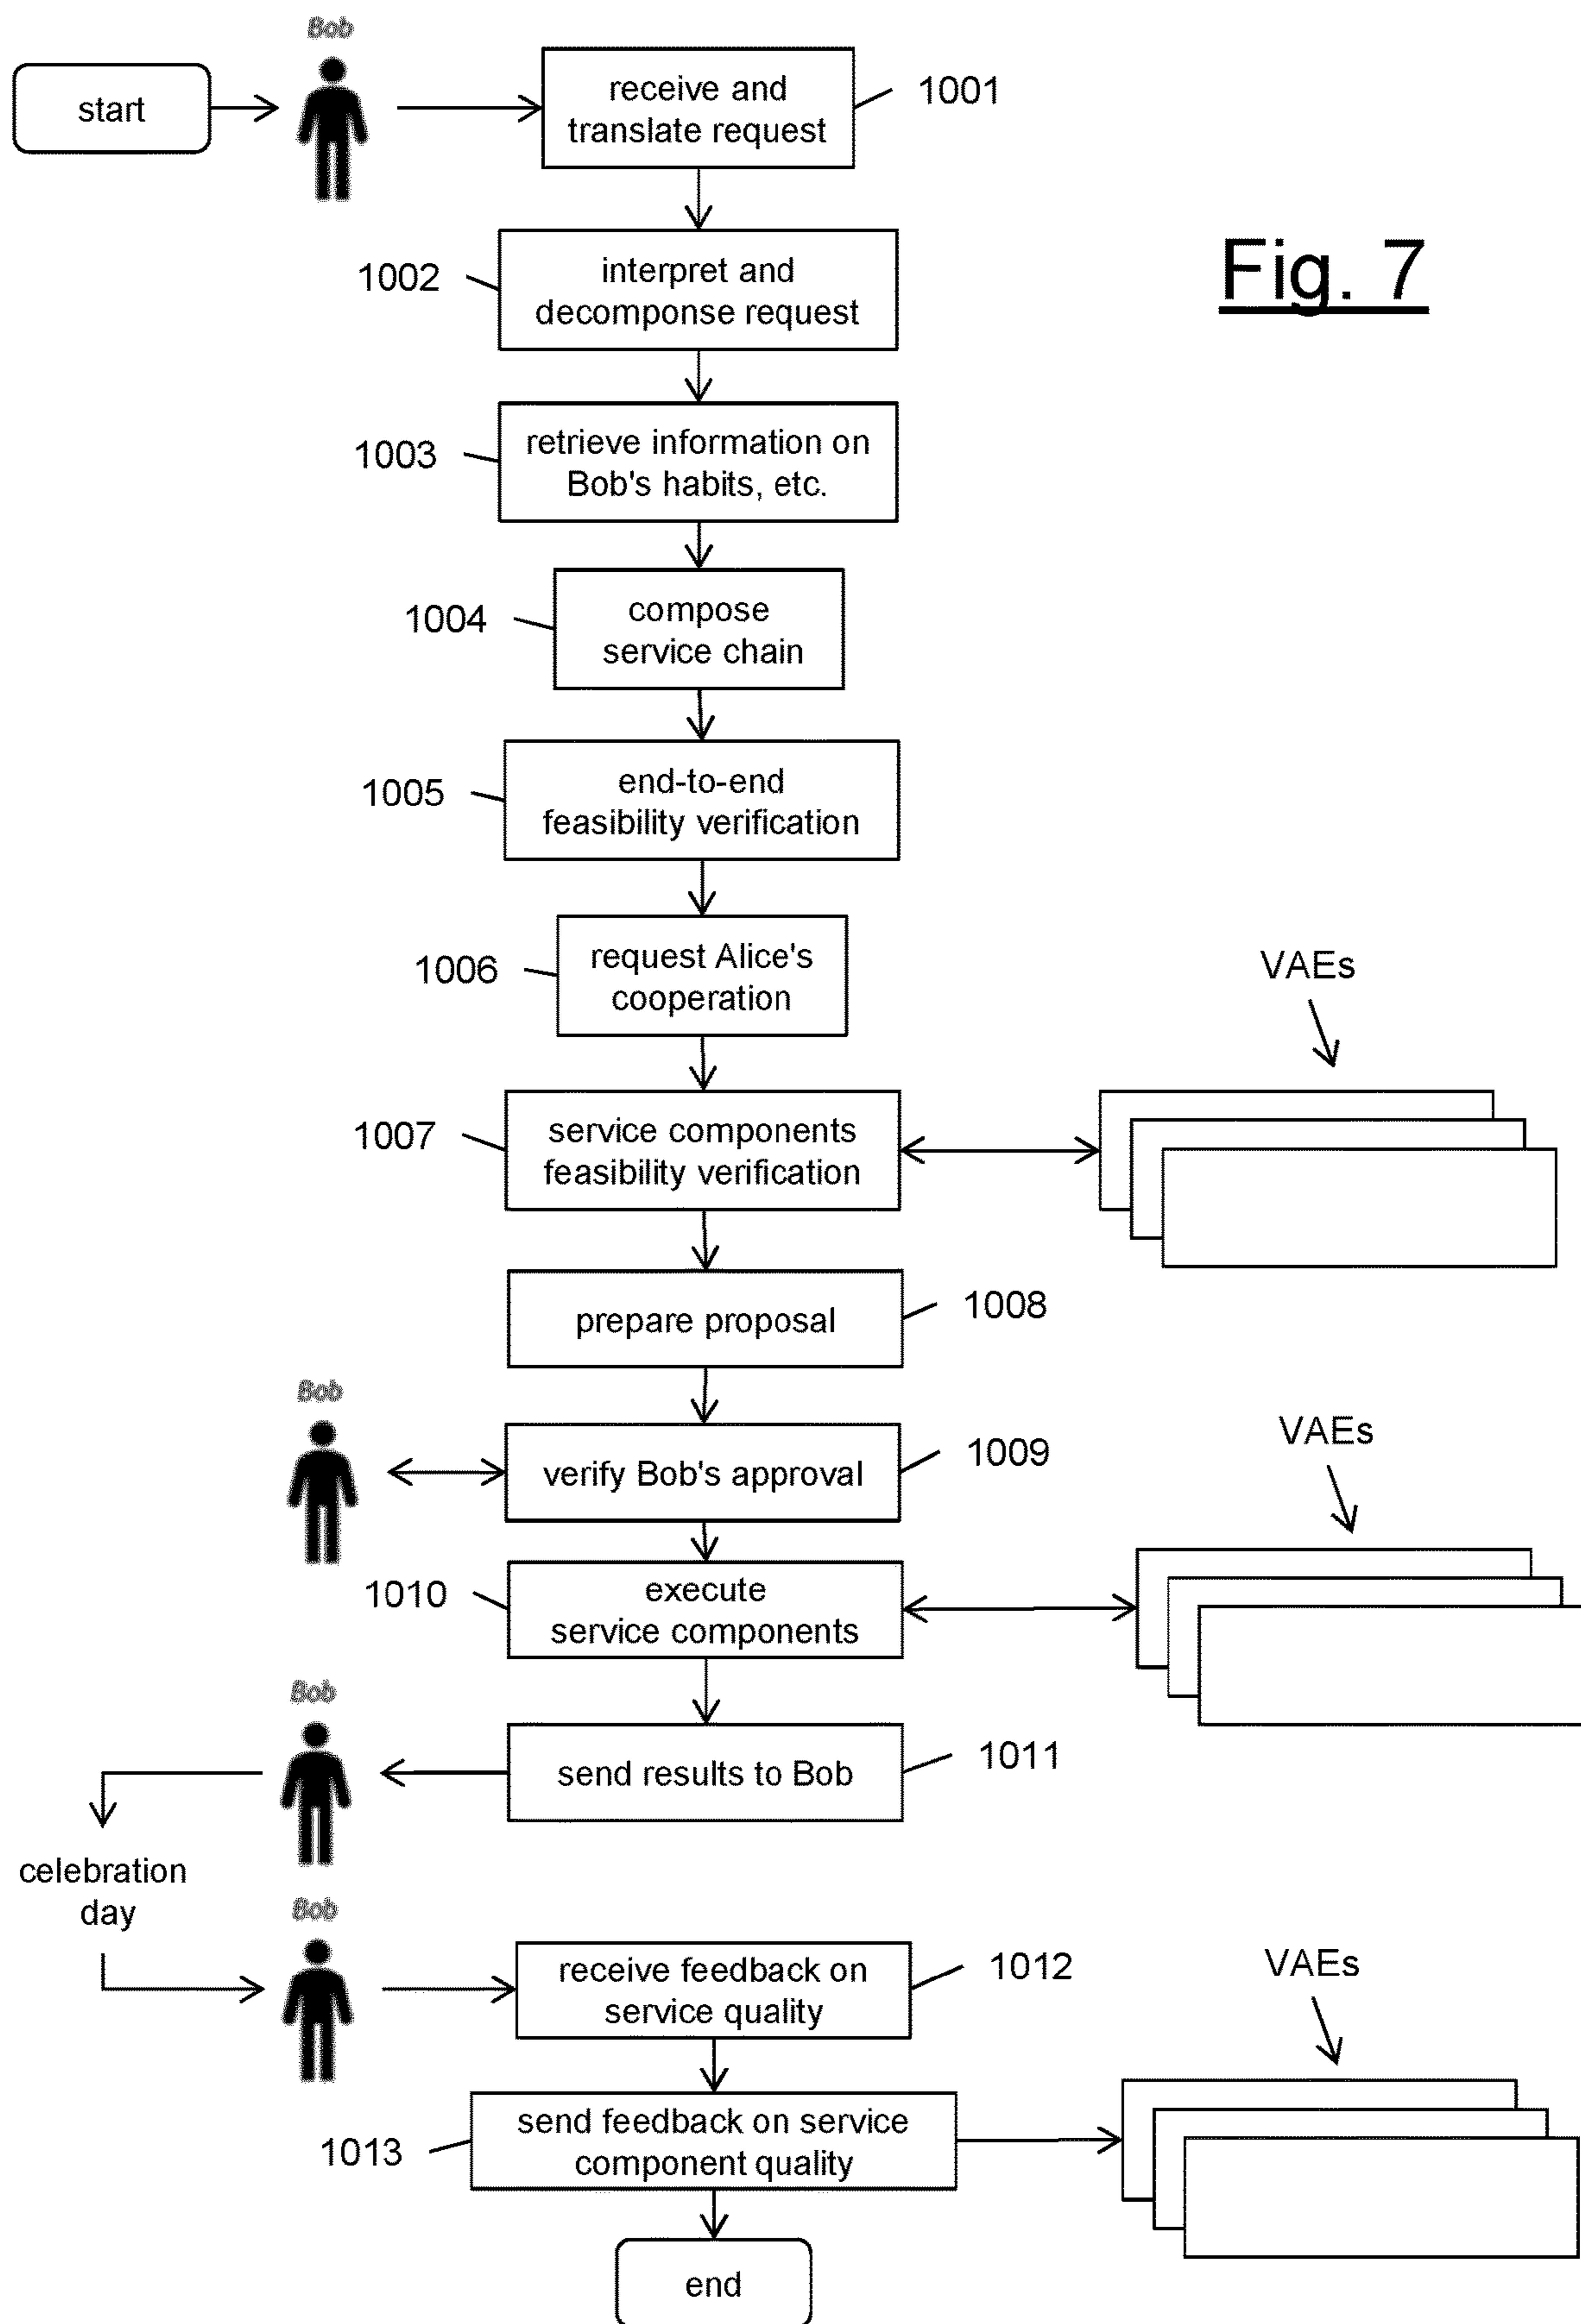 Bob
start
receive and
translate request
1001
Fig. 7
1002
interpret and
decomponse request
1003
retrieve information on
Bob's habits, etc.
1004
compose
service chain
1005
end-to-end
feasibility verification
1006
request Alice's
cooperation
VAEs
1007
service components
feasibility verification
prepare proposal
1008
Bob
verify Bob's approval
1009
VAEs
1010
execute
service components
Bob
send results to Bob
1011
celebration
day
Bob
receive feedback on
service quality
1012
VAEs
1013
send feedback on service
component quality
end